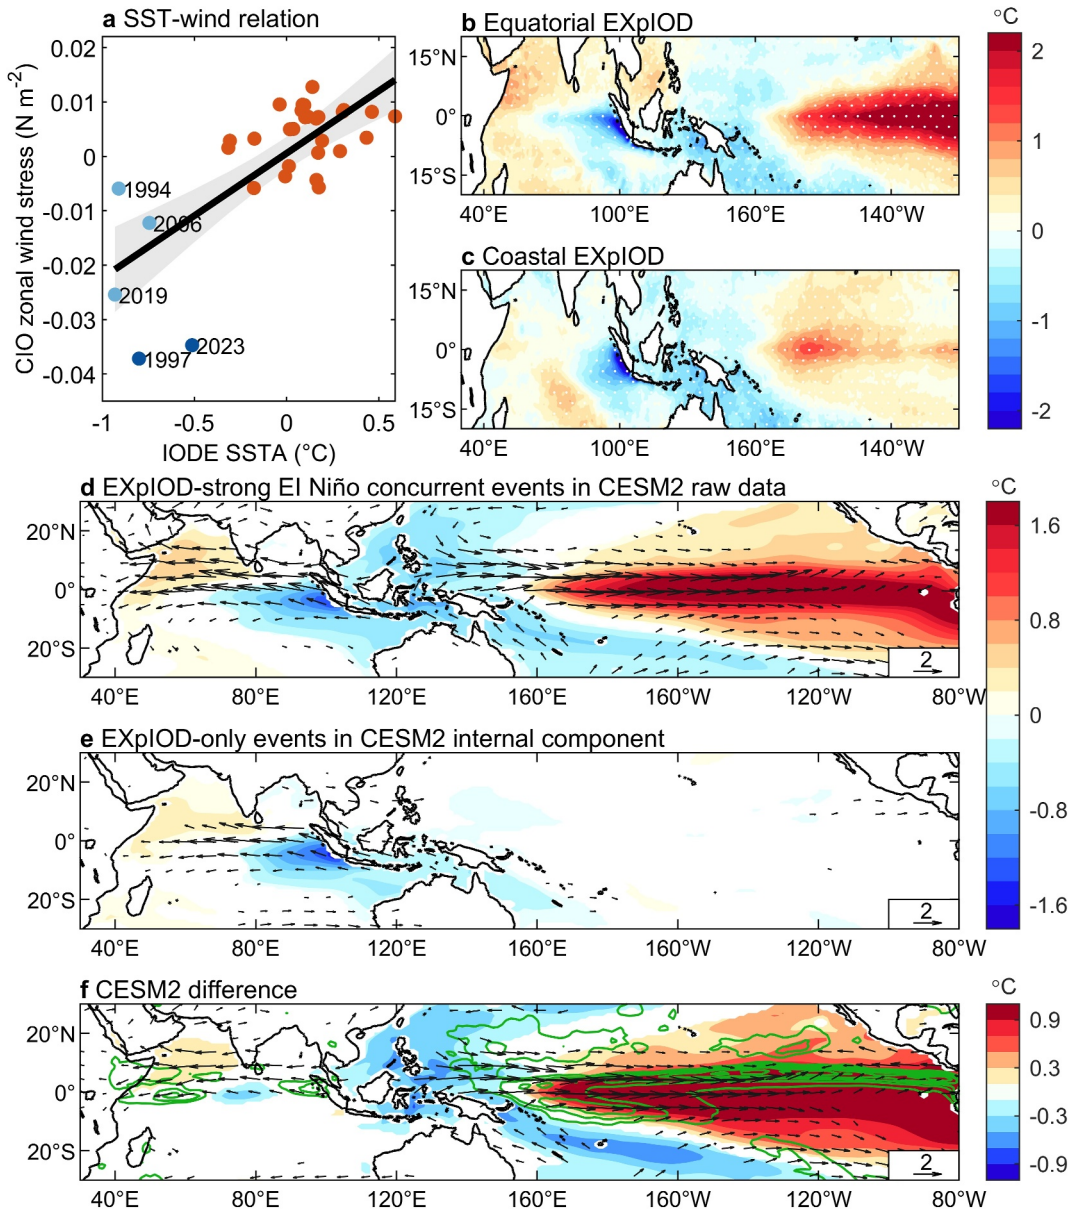 a SST-wind relation
CIO zonal wind stress (N m-2)
0.02
0.01
0
-0.01
-0.02
-0.03
-0.04
1994
2006
2019
2023
1997
-1
-0.5
0
0.5
IODE SSTA (°C)
b Equatorial EXpIOD
15°N
0°
15°S
40°E
100°E
160°E
140°W
c Coastal EXpIOD
15°N
0°
15°S
40°E
100°E
160°E
140°W
°C
2
1
0
-1
-2
d EXpIOD-strong El Niño concurrent events in CESM2 raw data
20°N
0°
20°S
2
40°E
80°E
120°E
160°E
160°W
120°W
80°W
e EXpIOD-only events in CESM2 internal component
20°N
0°
20°S
2
40°E
80°E
120°E
160°E
160°W
120°W
80°W
°C
1.6
0.8
0
-0.8
-1.6
f CESM2 difference
20°N
0°
20°S
2
40°E
80°E
120°E
160°E
160°W
120°W
80°W
°C
0.9
0.3
-0.3
-0.9